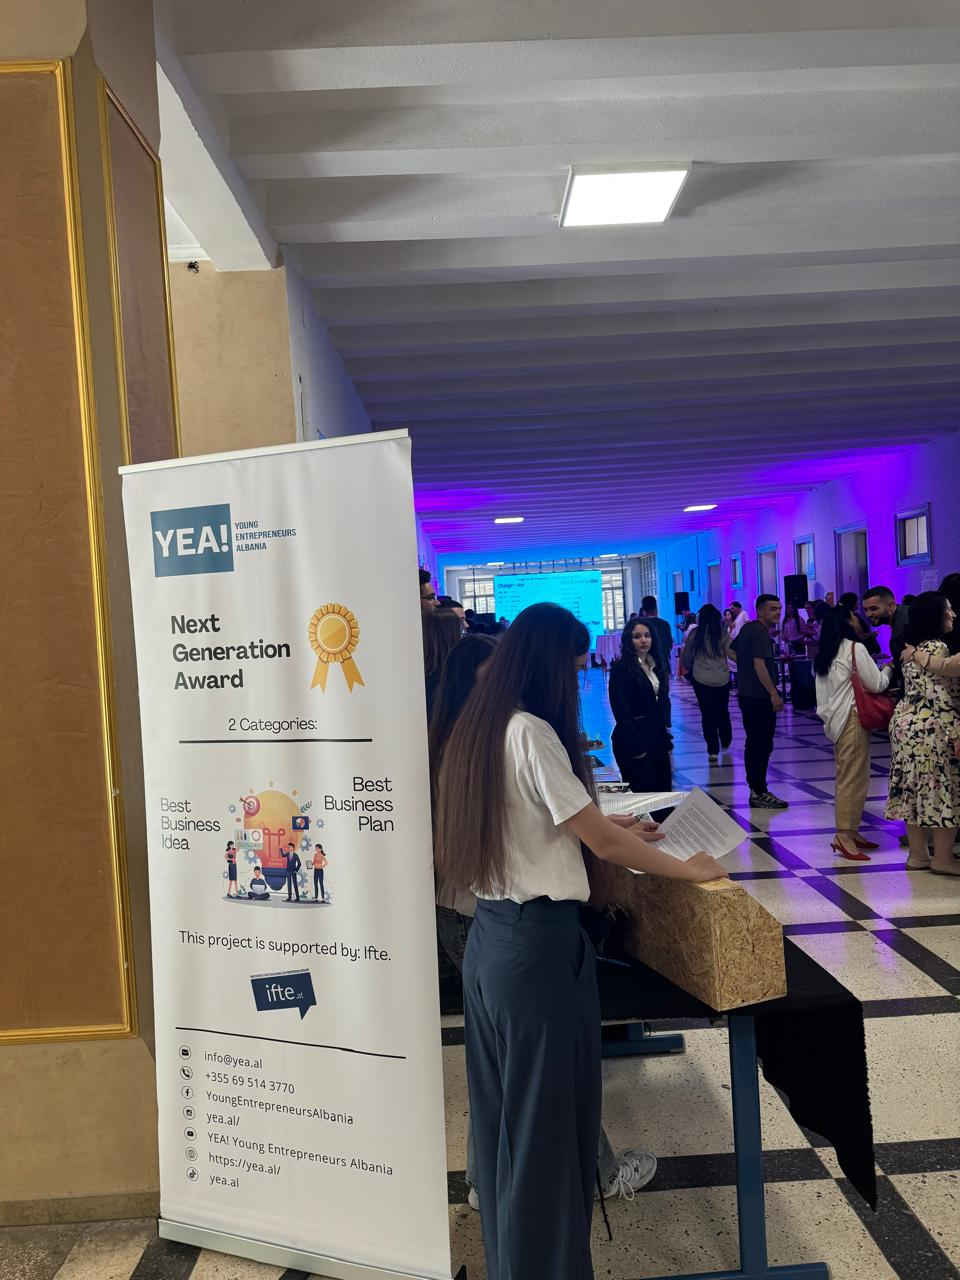 YEA!
YOUNG
ENTREPRENEURS
ALBANIA
Next
Generation
Award
2 Categories:
Best
Business
Idea
Best
Business
Plan
This project is supported by: Ifte.
ifte.at
info@yea.al
+355 69 514 3770
YoungEntrepreneursAlbania
yea.al/
YEA! Young Entrepreneurs Albania
https://yea.al/
yea.al